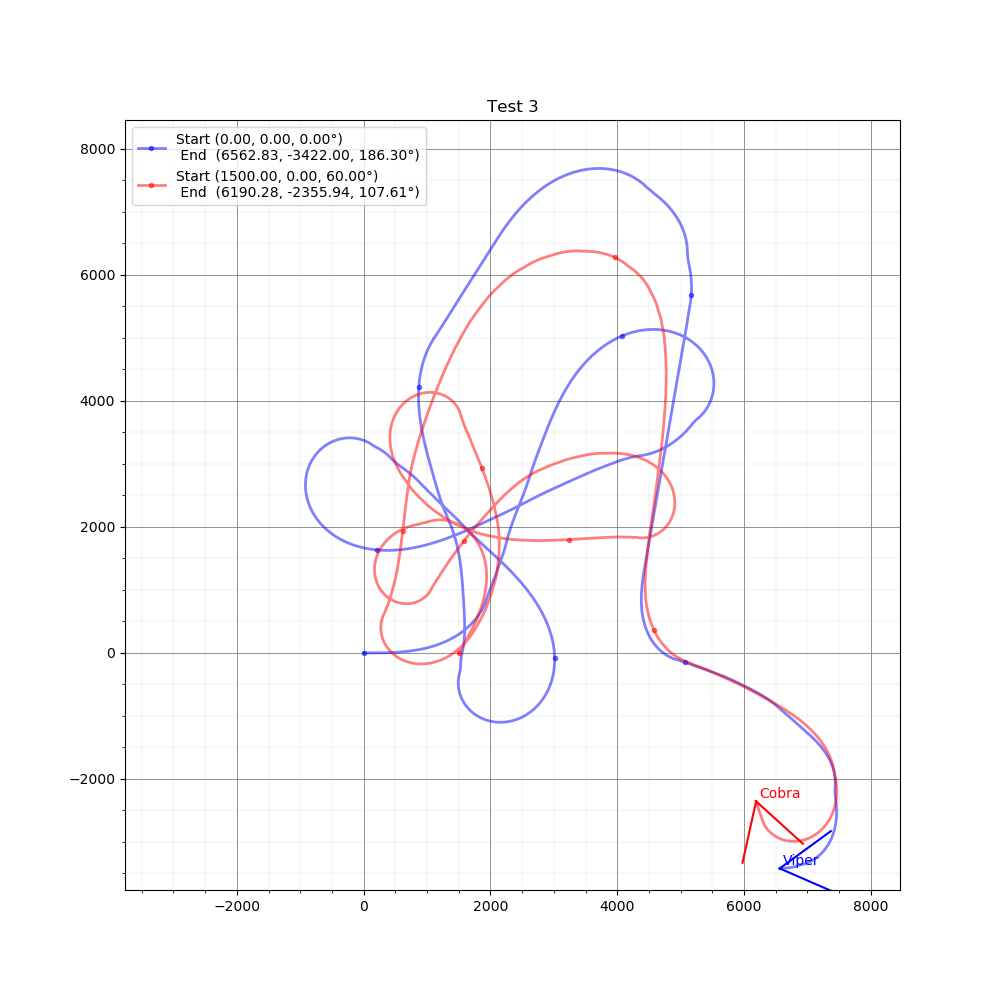 Test 3
Start (0.00, 0.00, 0.00°)
End  (6562.83, -3422.00, 186.30°)
Start (1500.00, 0.00, 60.00°)
End  (6190.28, -2355.94, 107.61°)
8000
6000
4000
2000
0
−2000
Cobra
Viper
−2000 0 2000 4000 6000 8000